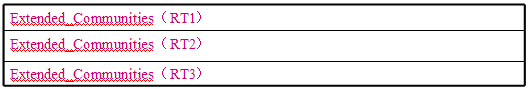 Extended_Communities（RT1）
Extended_Communities（RT2）
Extended_Communities（RT3）